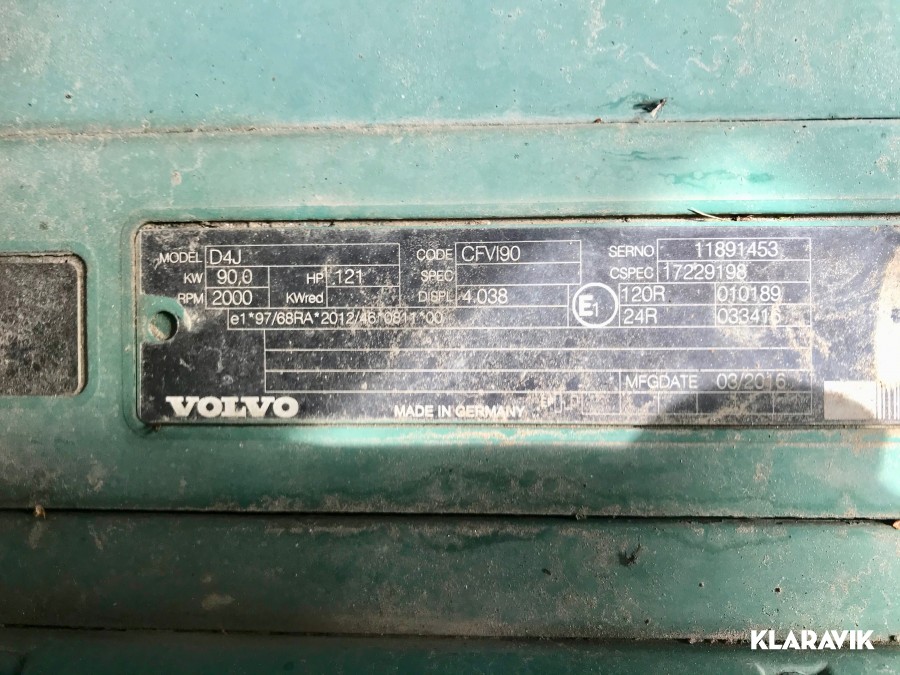 MODEL D4J CODE CFVI90 SERNO 11891453
KW 90,0 HP 121 SPEC CSPEC 17229198
RPM 2000 KWred DISPL 4.038 E1 120R 010189
e1*97/68RA*2012/46*0811*00 24R 033416
MFGDATE 03/2016
VOLVO MADE IN GERMANY
KLARAVIK